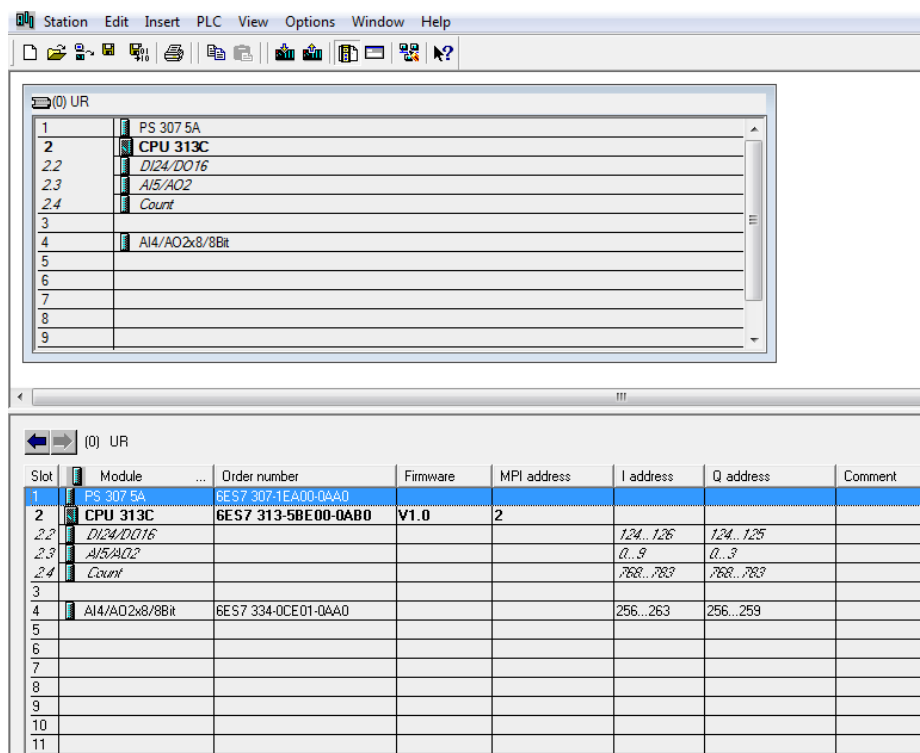 Station Edit Insert PLC View Options Window Help
(0) UR
1 PS 307 5A
2 CPU 313C
2.2 DI24/DO16
2.3 AI5/AO2
2.4 Count
3
4 AI4/AO2x8/8Bit
5
6
7
8
9
(0) UR
Slot Module ... Order number Firmware MPI address I address Q address Comment
1 PS 307 5A 6ES7 307-1EA00-0AA0
2 CPU 313C 6ES7 313-5BE00-0AB0 V1.0 2
2.2 DI24/DO16 124...126 124...125
2.3 AI5/AO2 0...9 0...3
2.4 Count 768...783 768...783
3
4 AI4/AO2x8/8Bit 6ES7 334-0CE01-0AA0 256...263 256...259
5
6
7
8
9
10
11